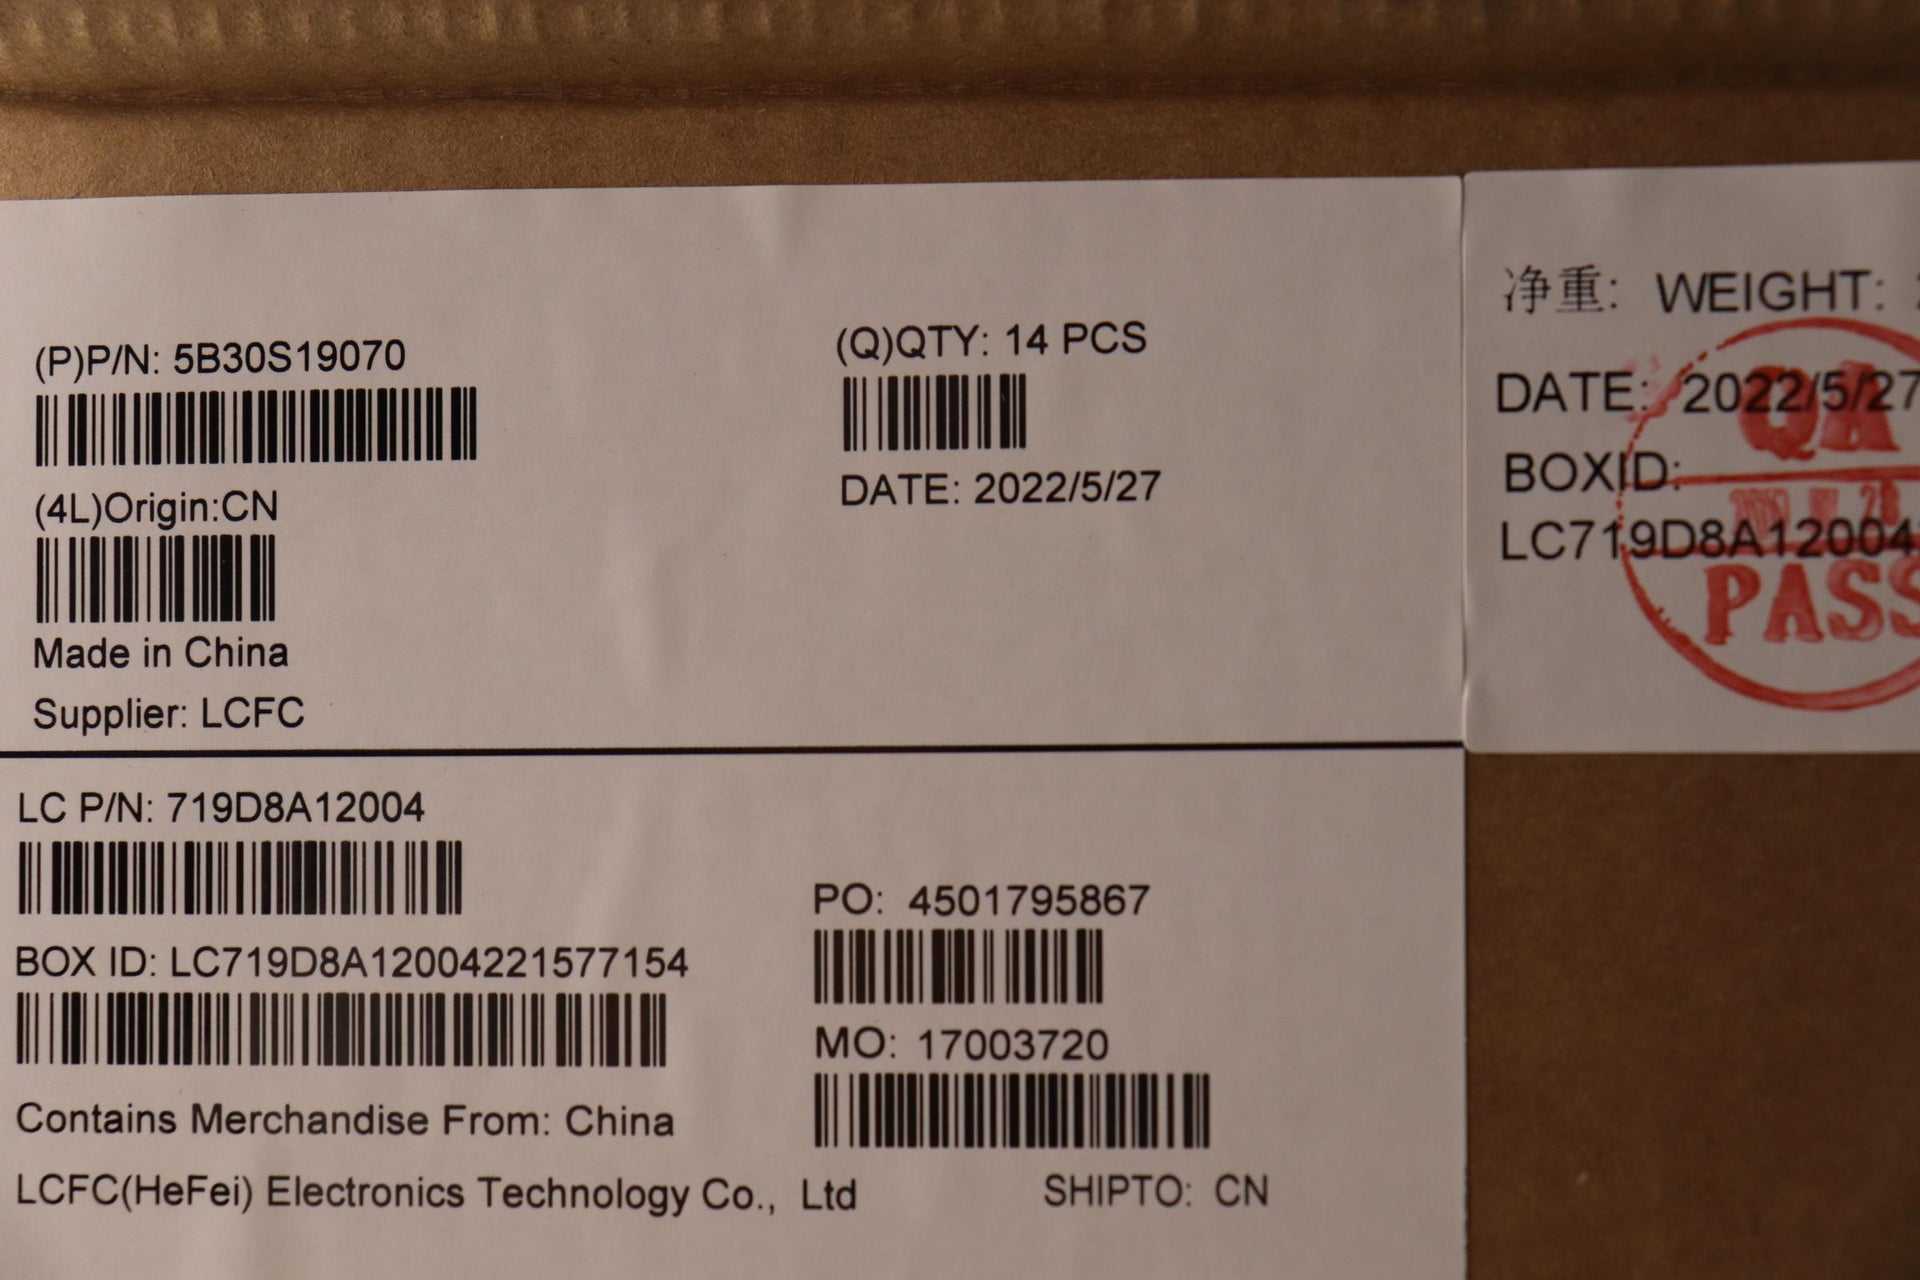 (P)P/N: 5B30S19070
(4L)Origin:CN
Made in China
Supplier: LCFC
(Q)QTY: 14 PCS
DATE: 2022/5/27
LC P/N: 719D8A12004
BOX ID: LC719D8A12004221577154
Contains Merchandise From: China
LCFC(HeFei) Electronics Technology Co., Ltd
PO: 4501795867
MO: 17003720
SHIPTO: CN
净重: WEIGHT:
DATE: 2022/5/27
BOXID:
LC719D8A12004
QA
PASS